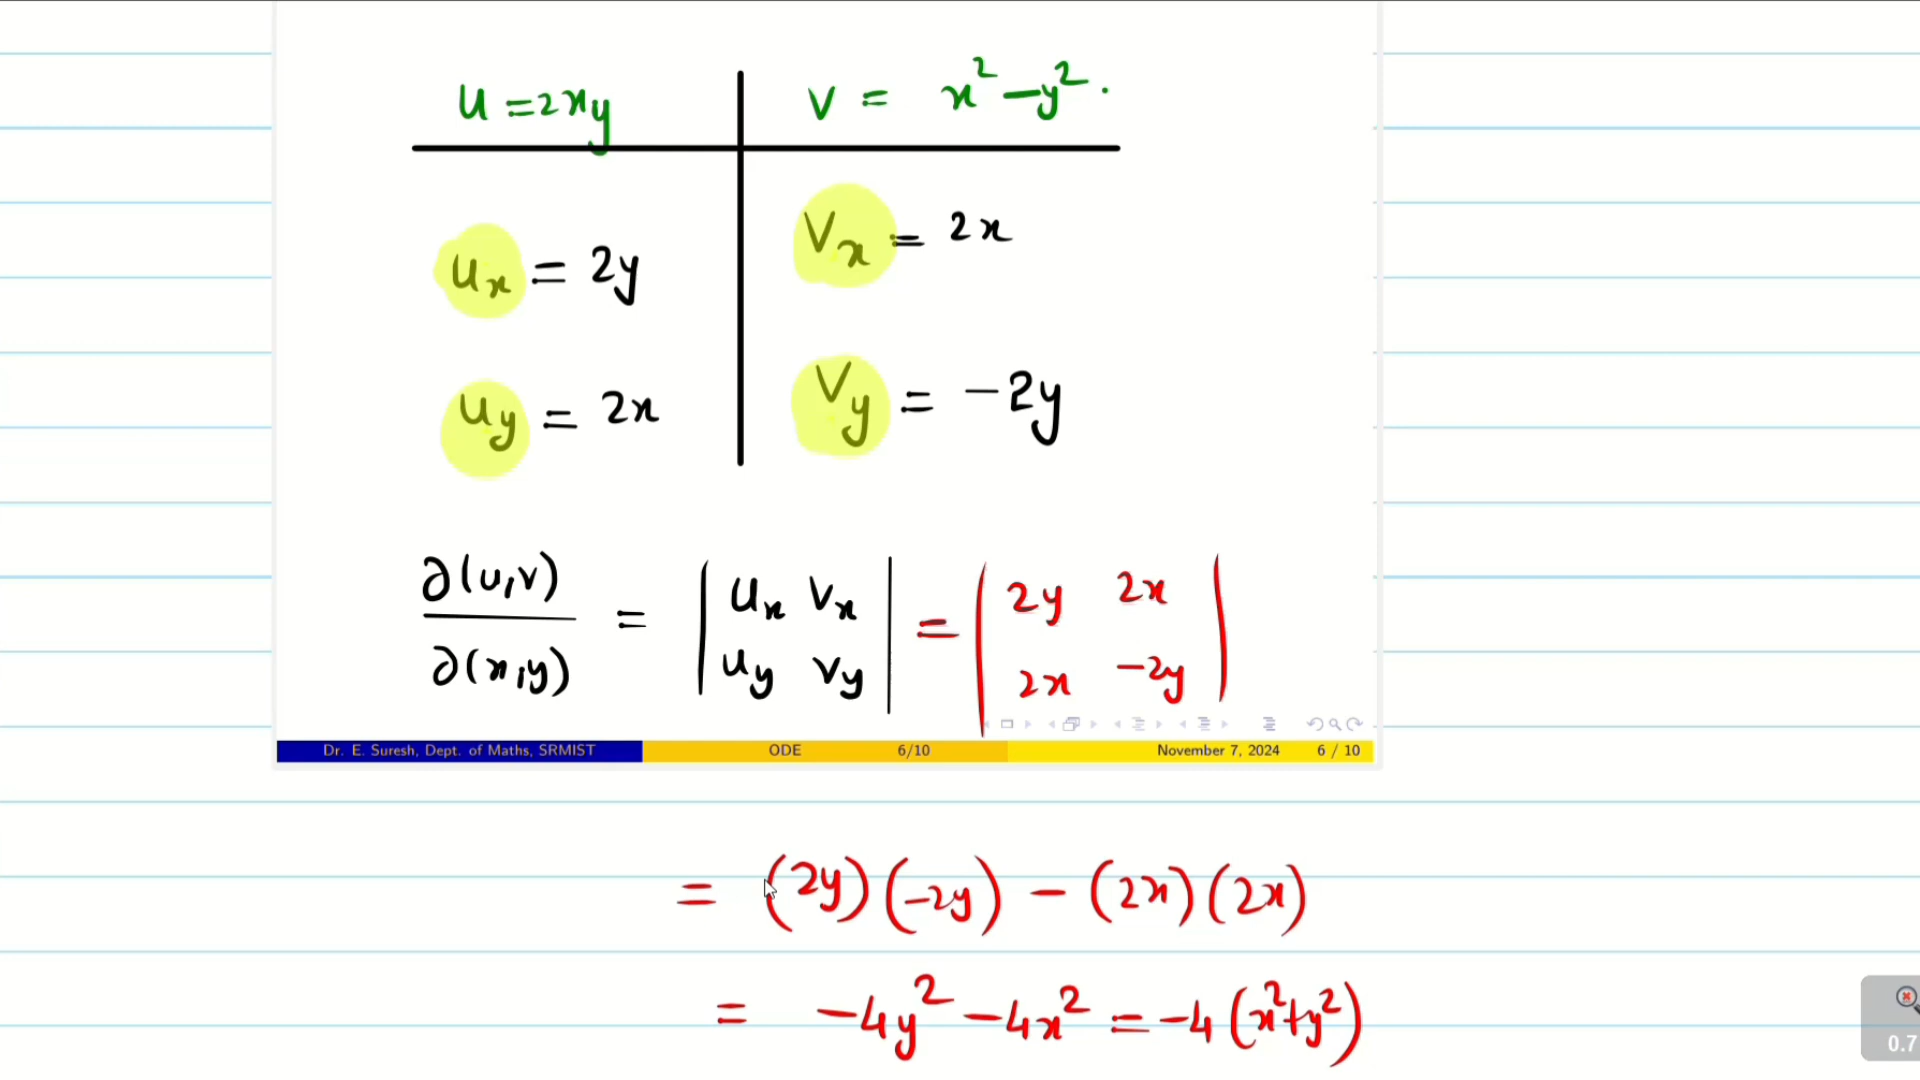 u = 2xy
v = x² - y².
uₓ = 2y
vₓ = 2x
u_y = 2x
v_y = -2y
∂(u,v)/∂(x,y) = | uₓ vₓ | = | 2y 2x |
| u_y v_y | | 2x -2y |
Dr. E. Suresh, Dept. of Maths, SRMIST ODE 6/10 November 7, 2024 6 / 10
= (2y)(-2y) - (2x)(2x)
= -4y² - 4x² = -4(x²+y²)
0.7